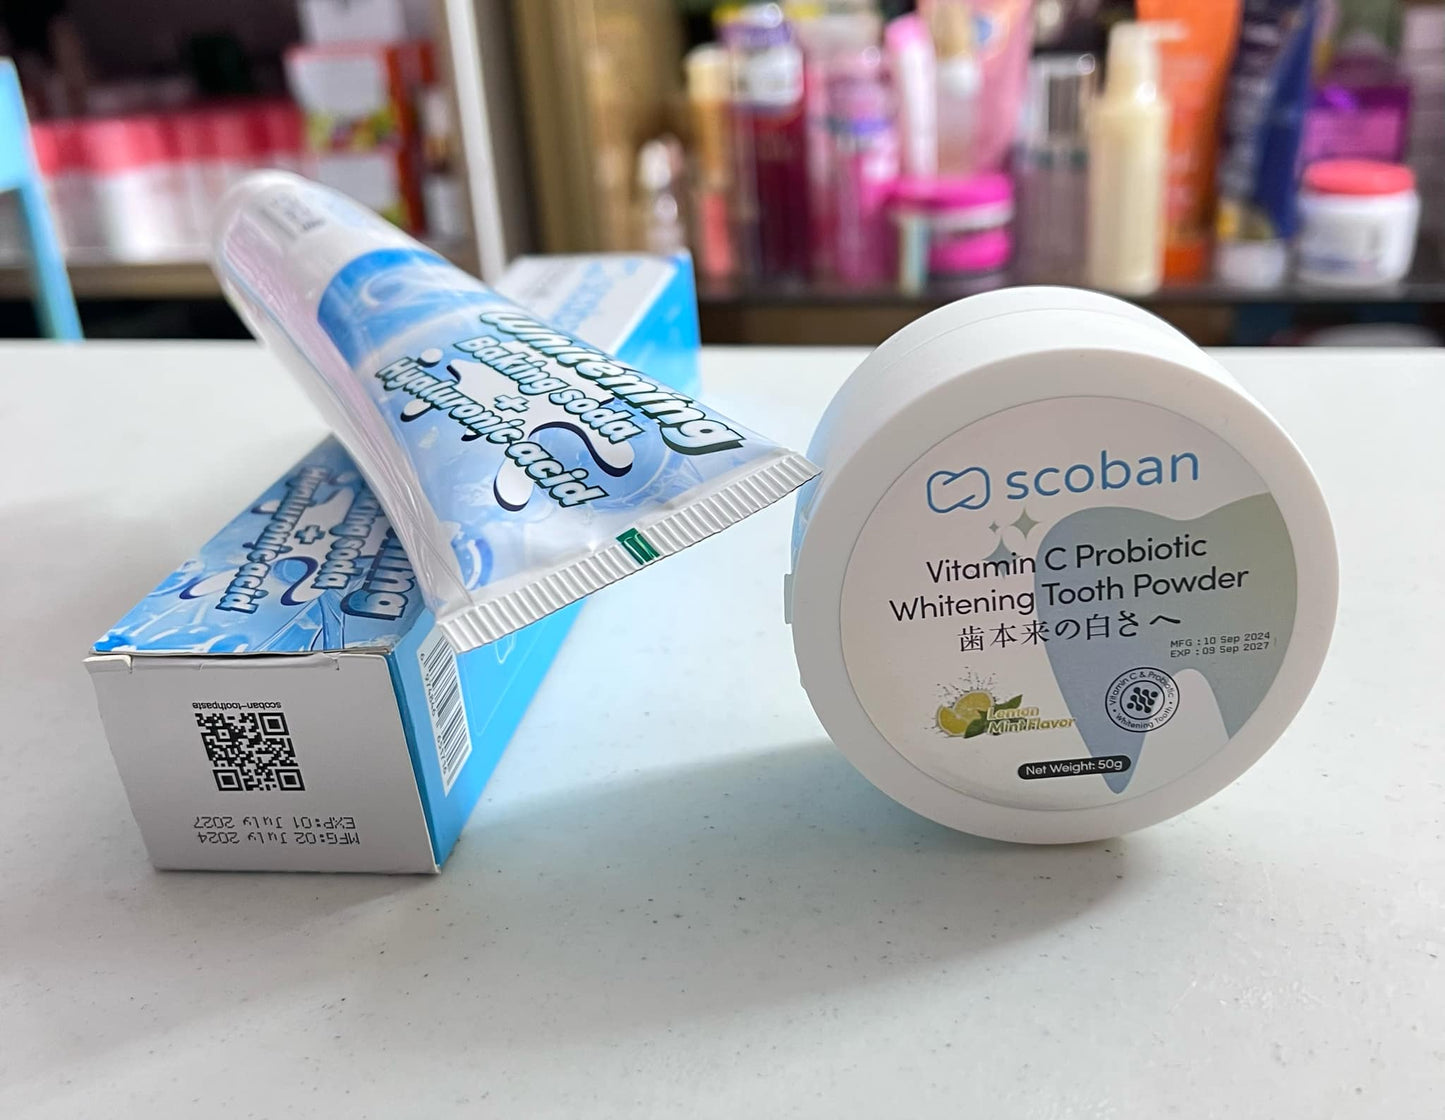 Whitening
Baking soda
+
Hyaluronic acid
Hyaluronic acid
+
scoban-toothpaste
MFG:02 July 2024
EXP:01 July 2027
scoban
Vitamin C Probiotic
Whitening Tooth Powder
歯本来の白さへ
MFG : 10 Sep 2024
EXP : 09 Sep 2027
Lemon
Mint Flavor
Vitamin C & Probiotic
Whitening Tooth
Net Weight: 50g